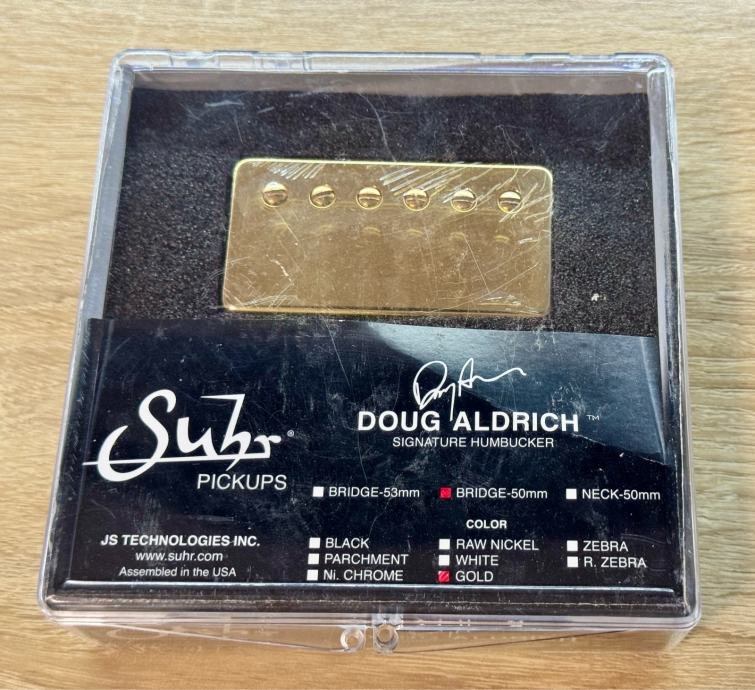 Suhr®
PICKUPS
Doug A
DOUG ALDRICH™
SIGNATURE HUMBUCKER
BRIDGE-53mm BRIDGE-50mm NECK-50mm
COLOR
BLACK RAW NICKEL ZEBRA
PARCHMENT WHITE R. ZEBRA
Ni. CHROME GOLD
JS TECHNOLOGIES INC.
www.suhr.com
Assembled in the USA